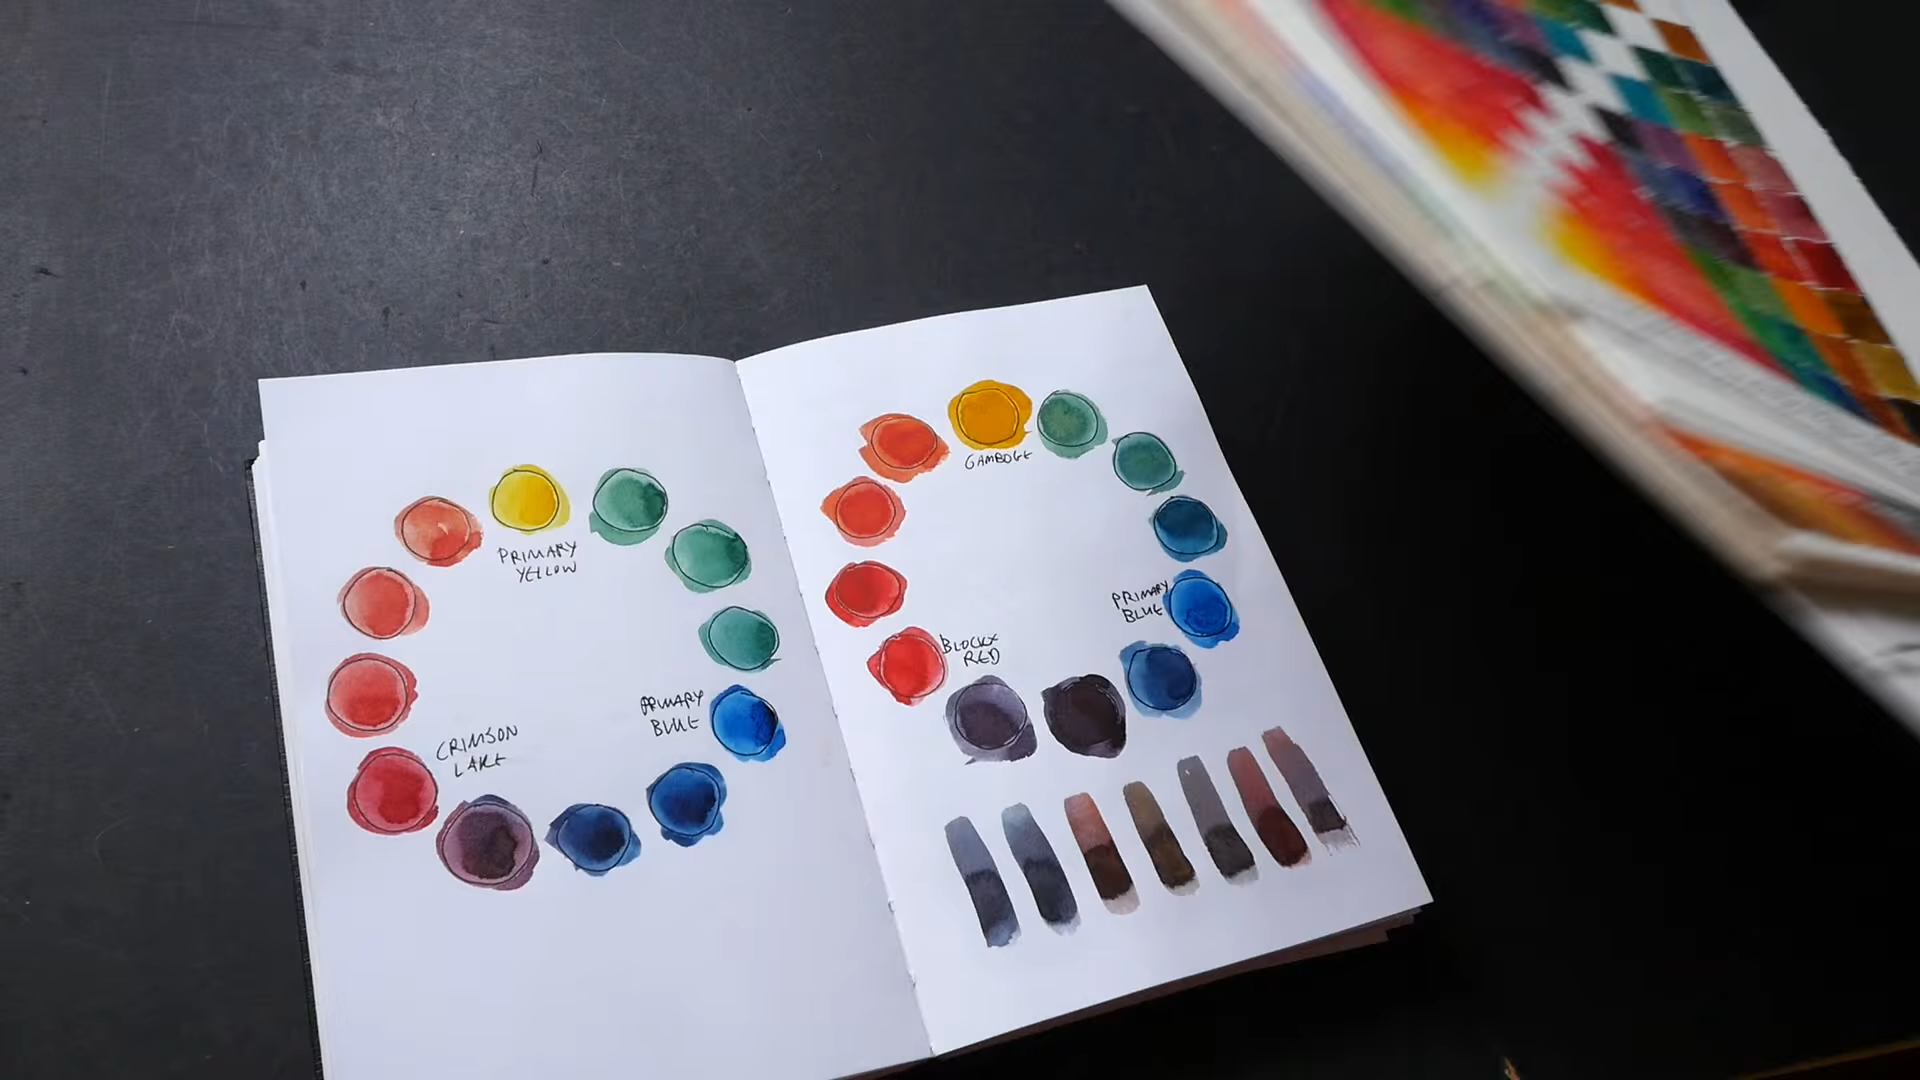 PRIMARY
YELLOW
CRIMSON
LAKE
PRIMARY
BLUE
GAMBOGE
PRIMARY
BLUE
BLOCKX
RED